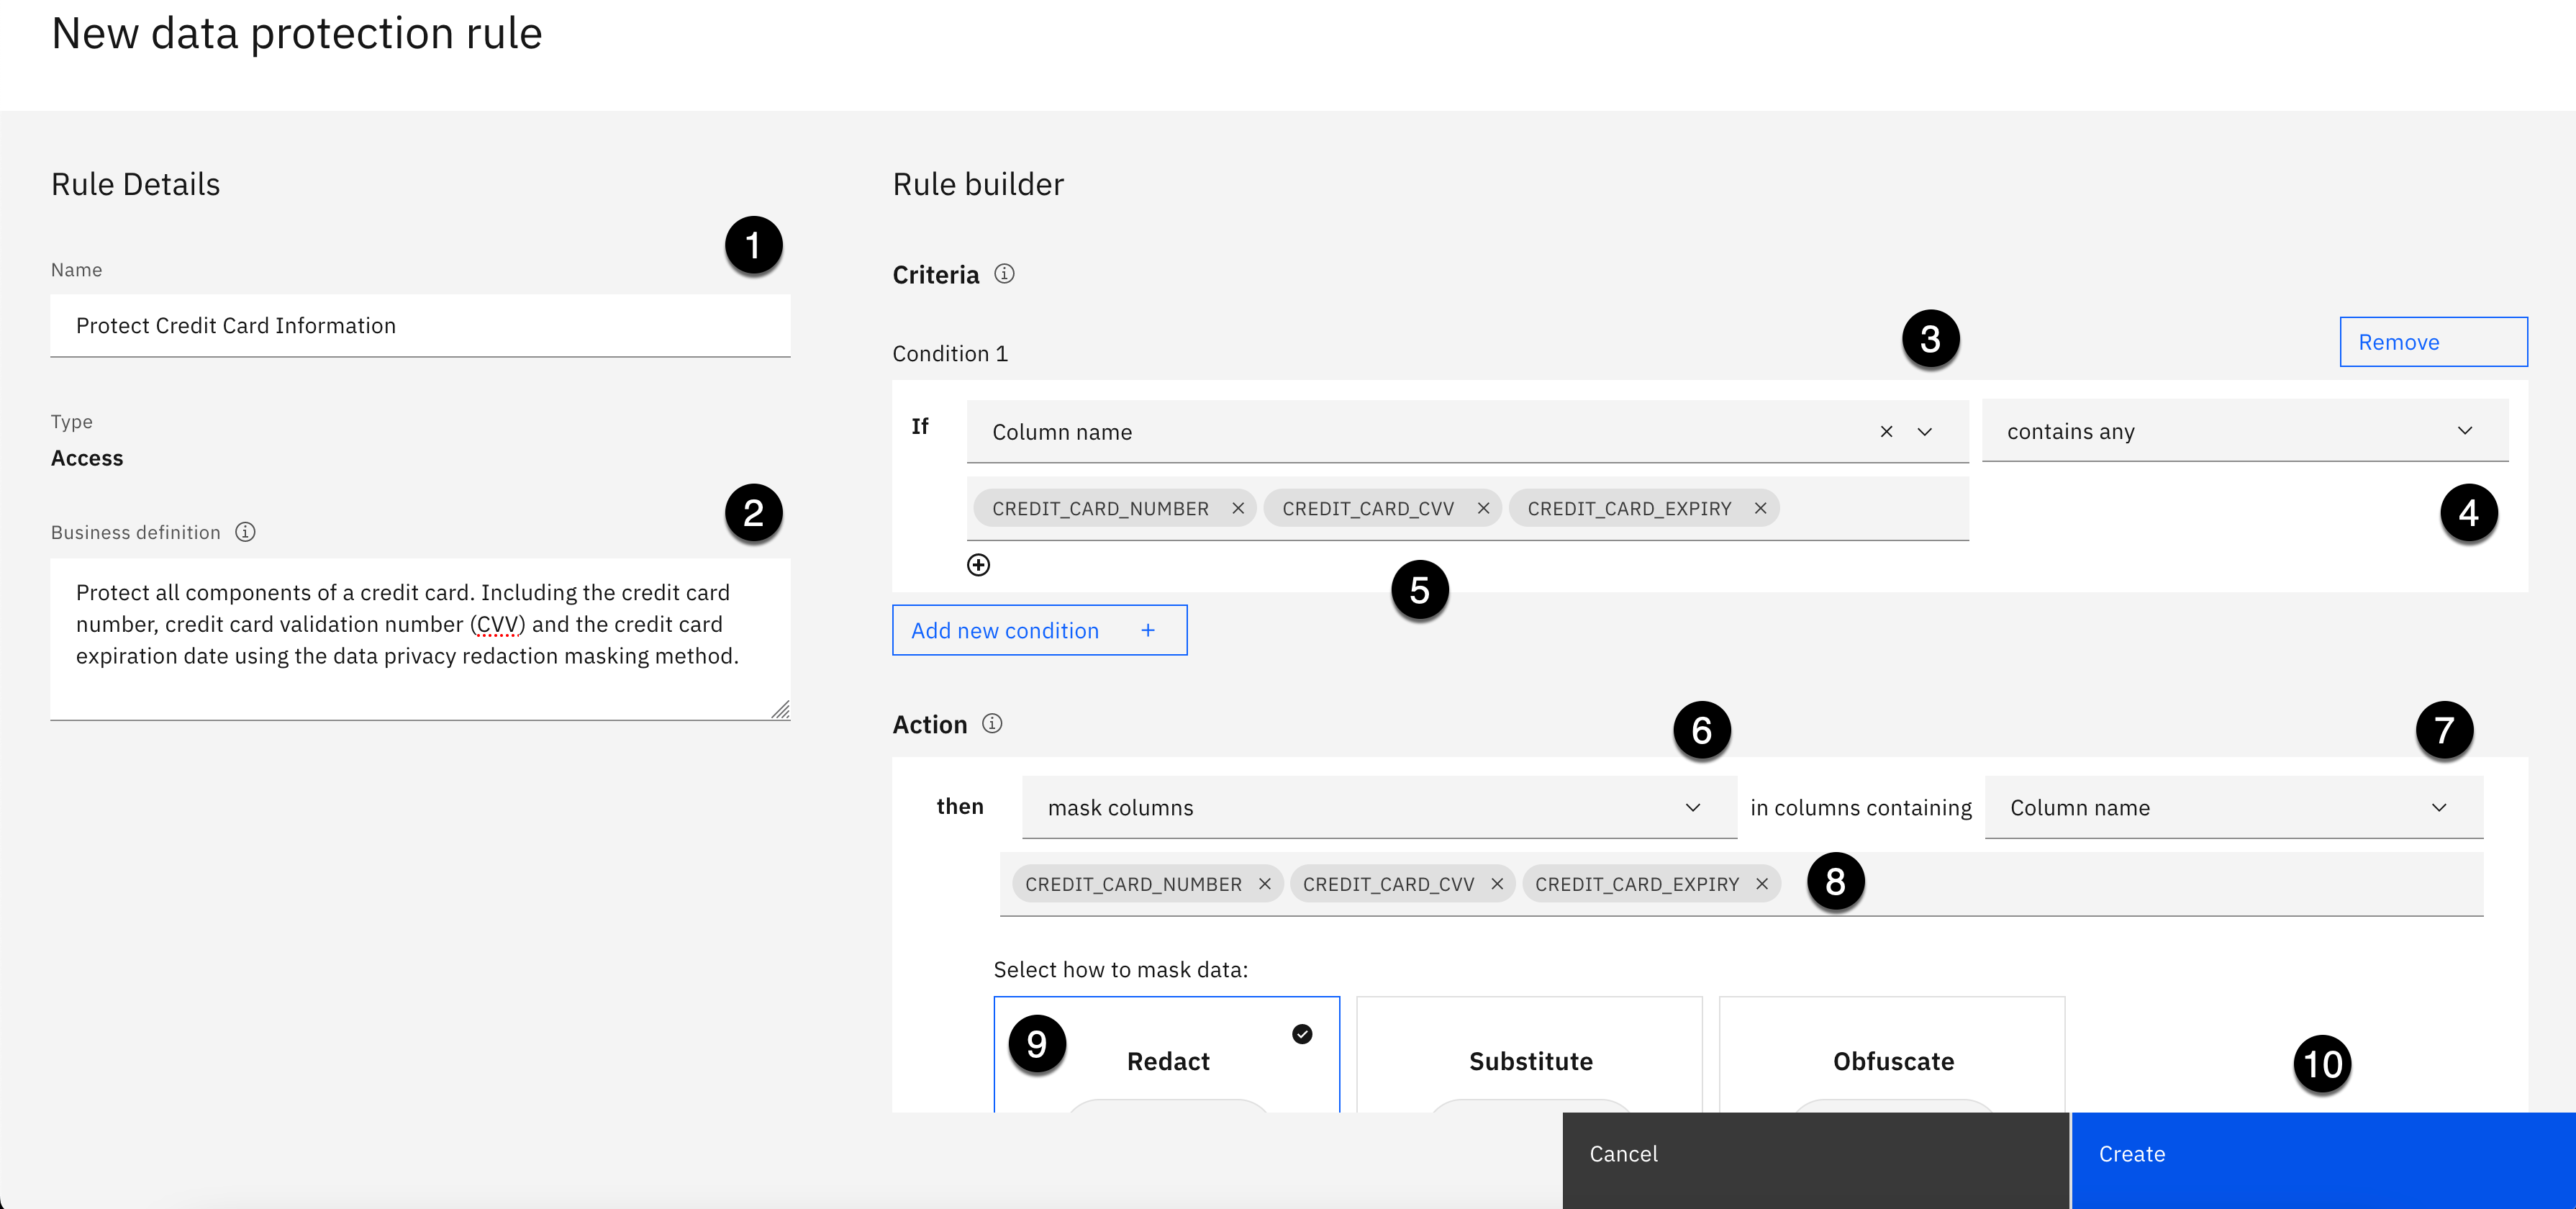 New data protection rule
Rule Details
1
Name
Protect Credit Card Information
Type
Access
2
Business definition
Protect all components of a credit card. Including the credit card
number, credit card validation number (CVV) and the credit card
expiration date using the data privacy redaction masking method.
Rule builder
Criteria
3
Condition 1
Remove
If
Column name
contains any
CREDIT_CARD_NUMBER CREDIT_CARD_CVV CREDIT_CARD_EXPIRY
4
5
Add new condition +
Action
6
7
then mask columns in columns containing Column name
CREDIT_CARD_NUMBER CREDIT_CARD_CVV CREDIT_CARD_EXPIRY
8
Select how to mask data:
9
Redact
Substitute
Obfuscate
10
Cancel
Create